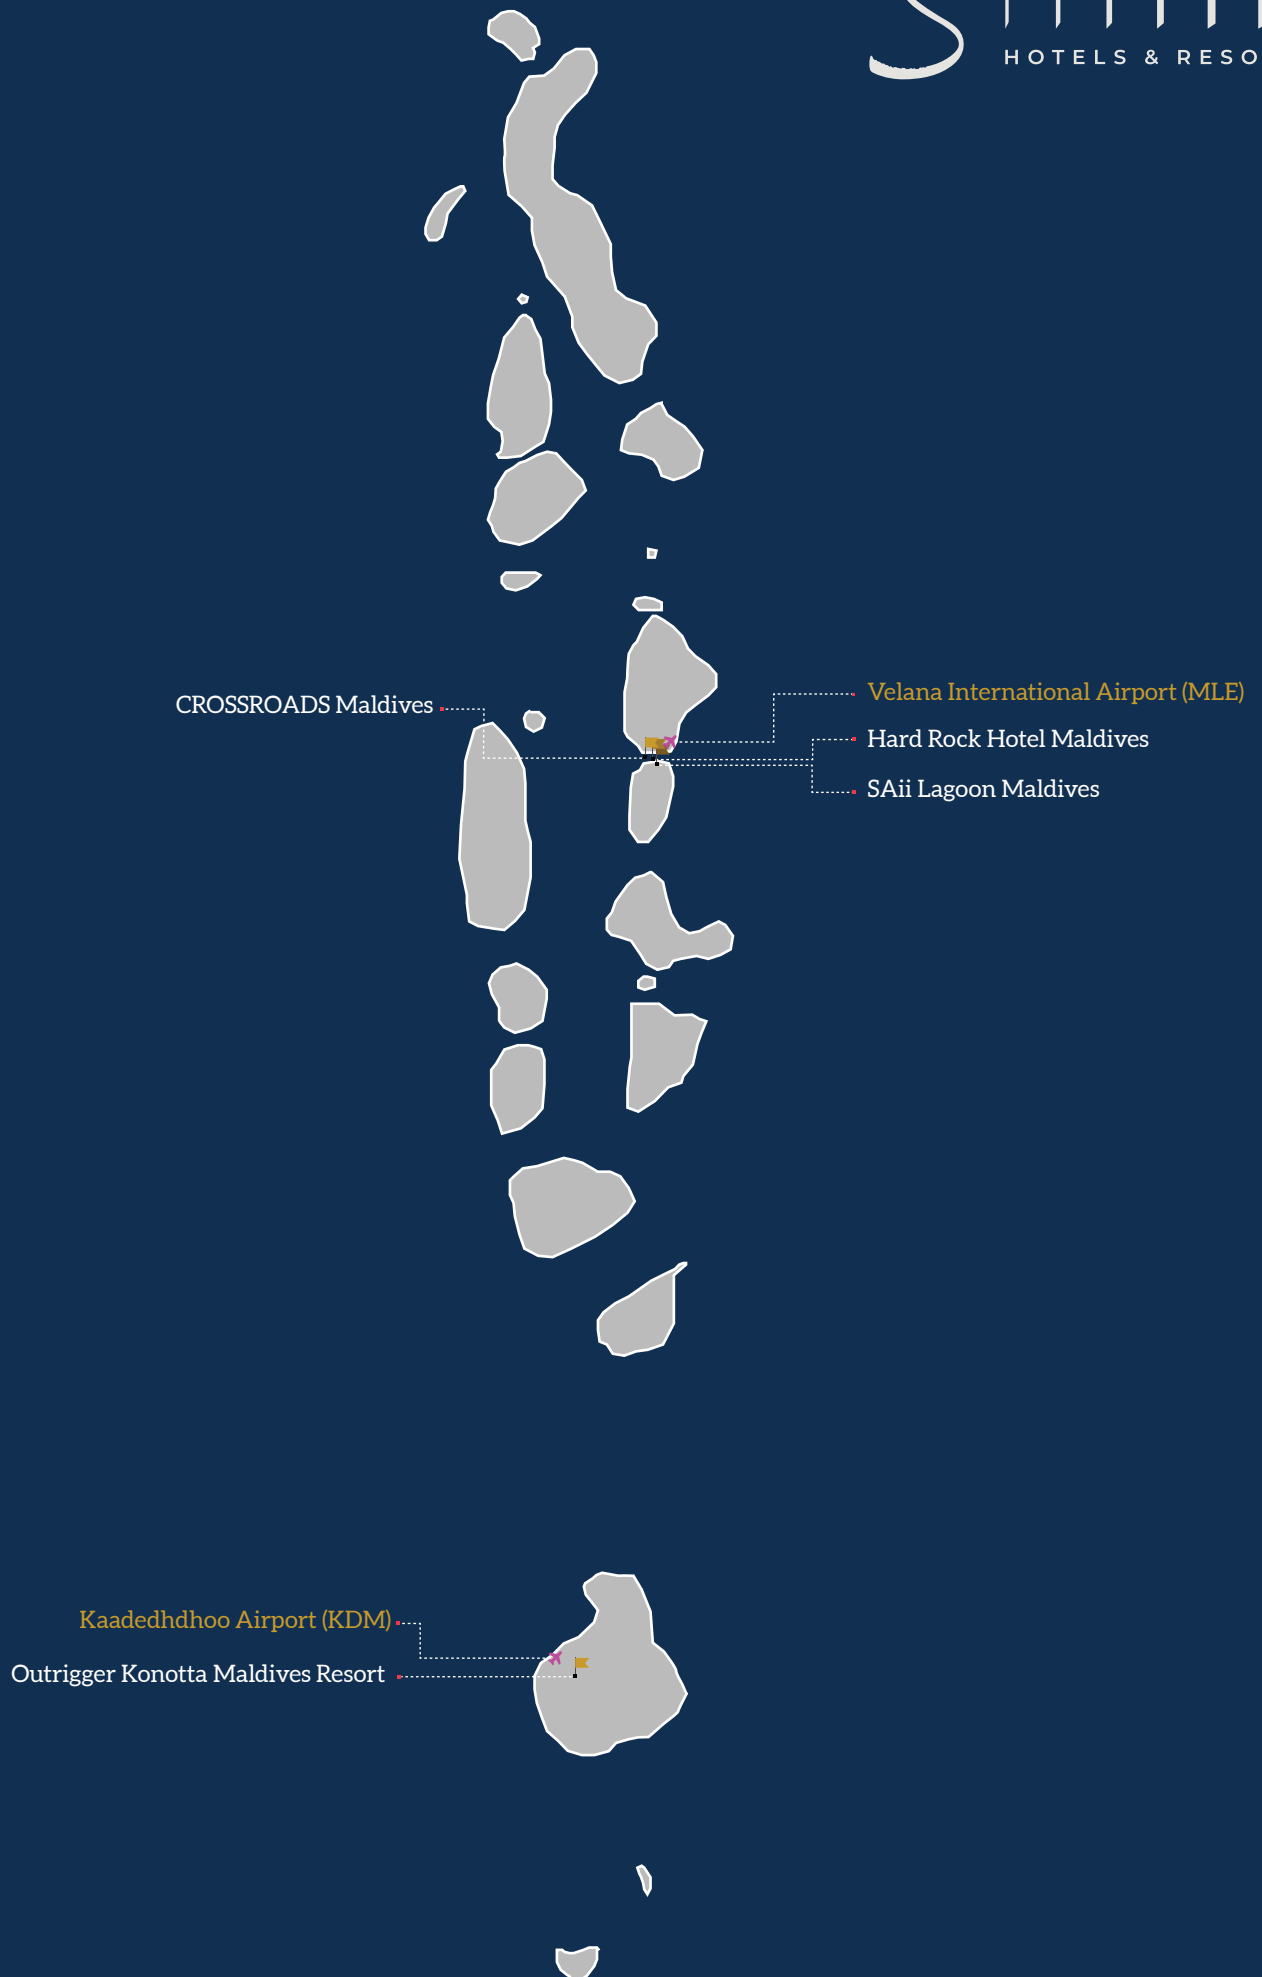 HOTELS & RESO
CROSSROADS Maldives
Velana International Airport (MLE)
Hard Rock Hotel Maldives
SAii Lagoon Maldives
Kaadedhdhoo Airport (KDM)
Outrigger Konotta Maldives Resort